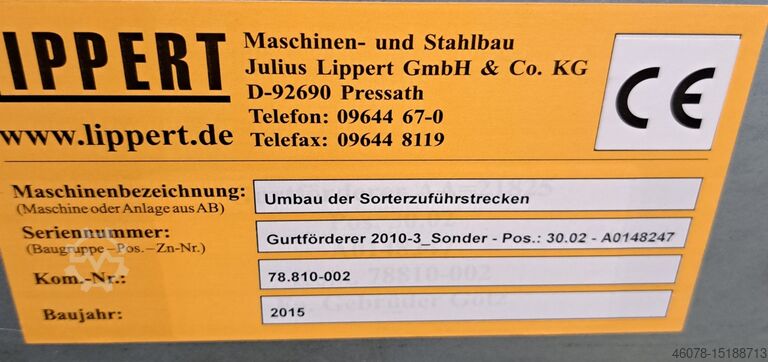 LIPPERT
www.lippert.de
Maschinen- und Stahlbau
Julius Lippert GmbH & Co. KG
D-92690 Pressath
Telefon: 09644 67-0
Telefax: 09644 8119
CE
Maschinenbezeichnung: Umbau der Sorterzuführstrecken
(Maschine oder Anlage aus AB)
Seriennummer: Gurtförderer 2010-3_Sonder - Pos.: 30.02 - A0148247
(Baugruppe –Pos.– Zn-Nr.)
Kom.-Nr.: 78.810-002
Baujahr: 2015
46078-15188713